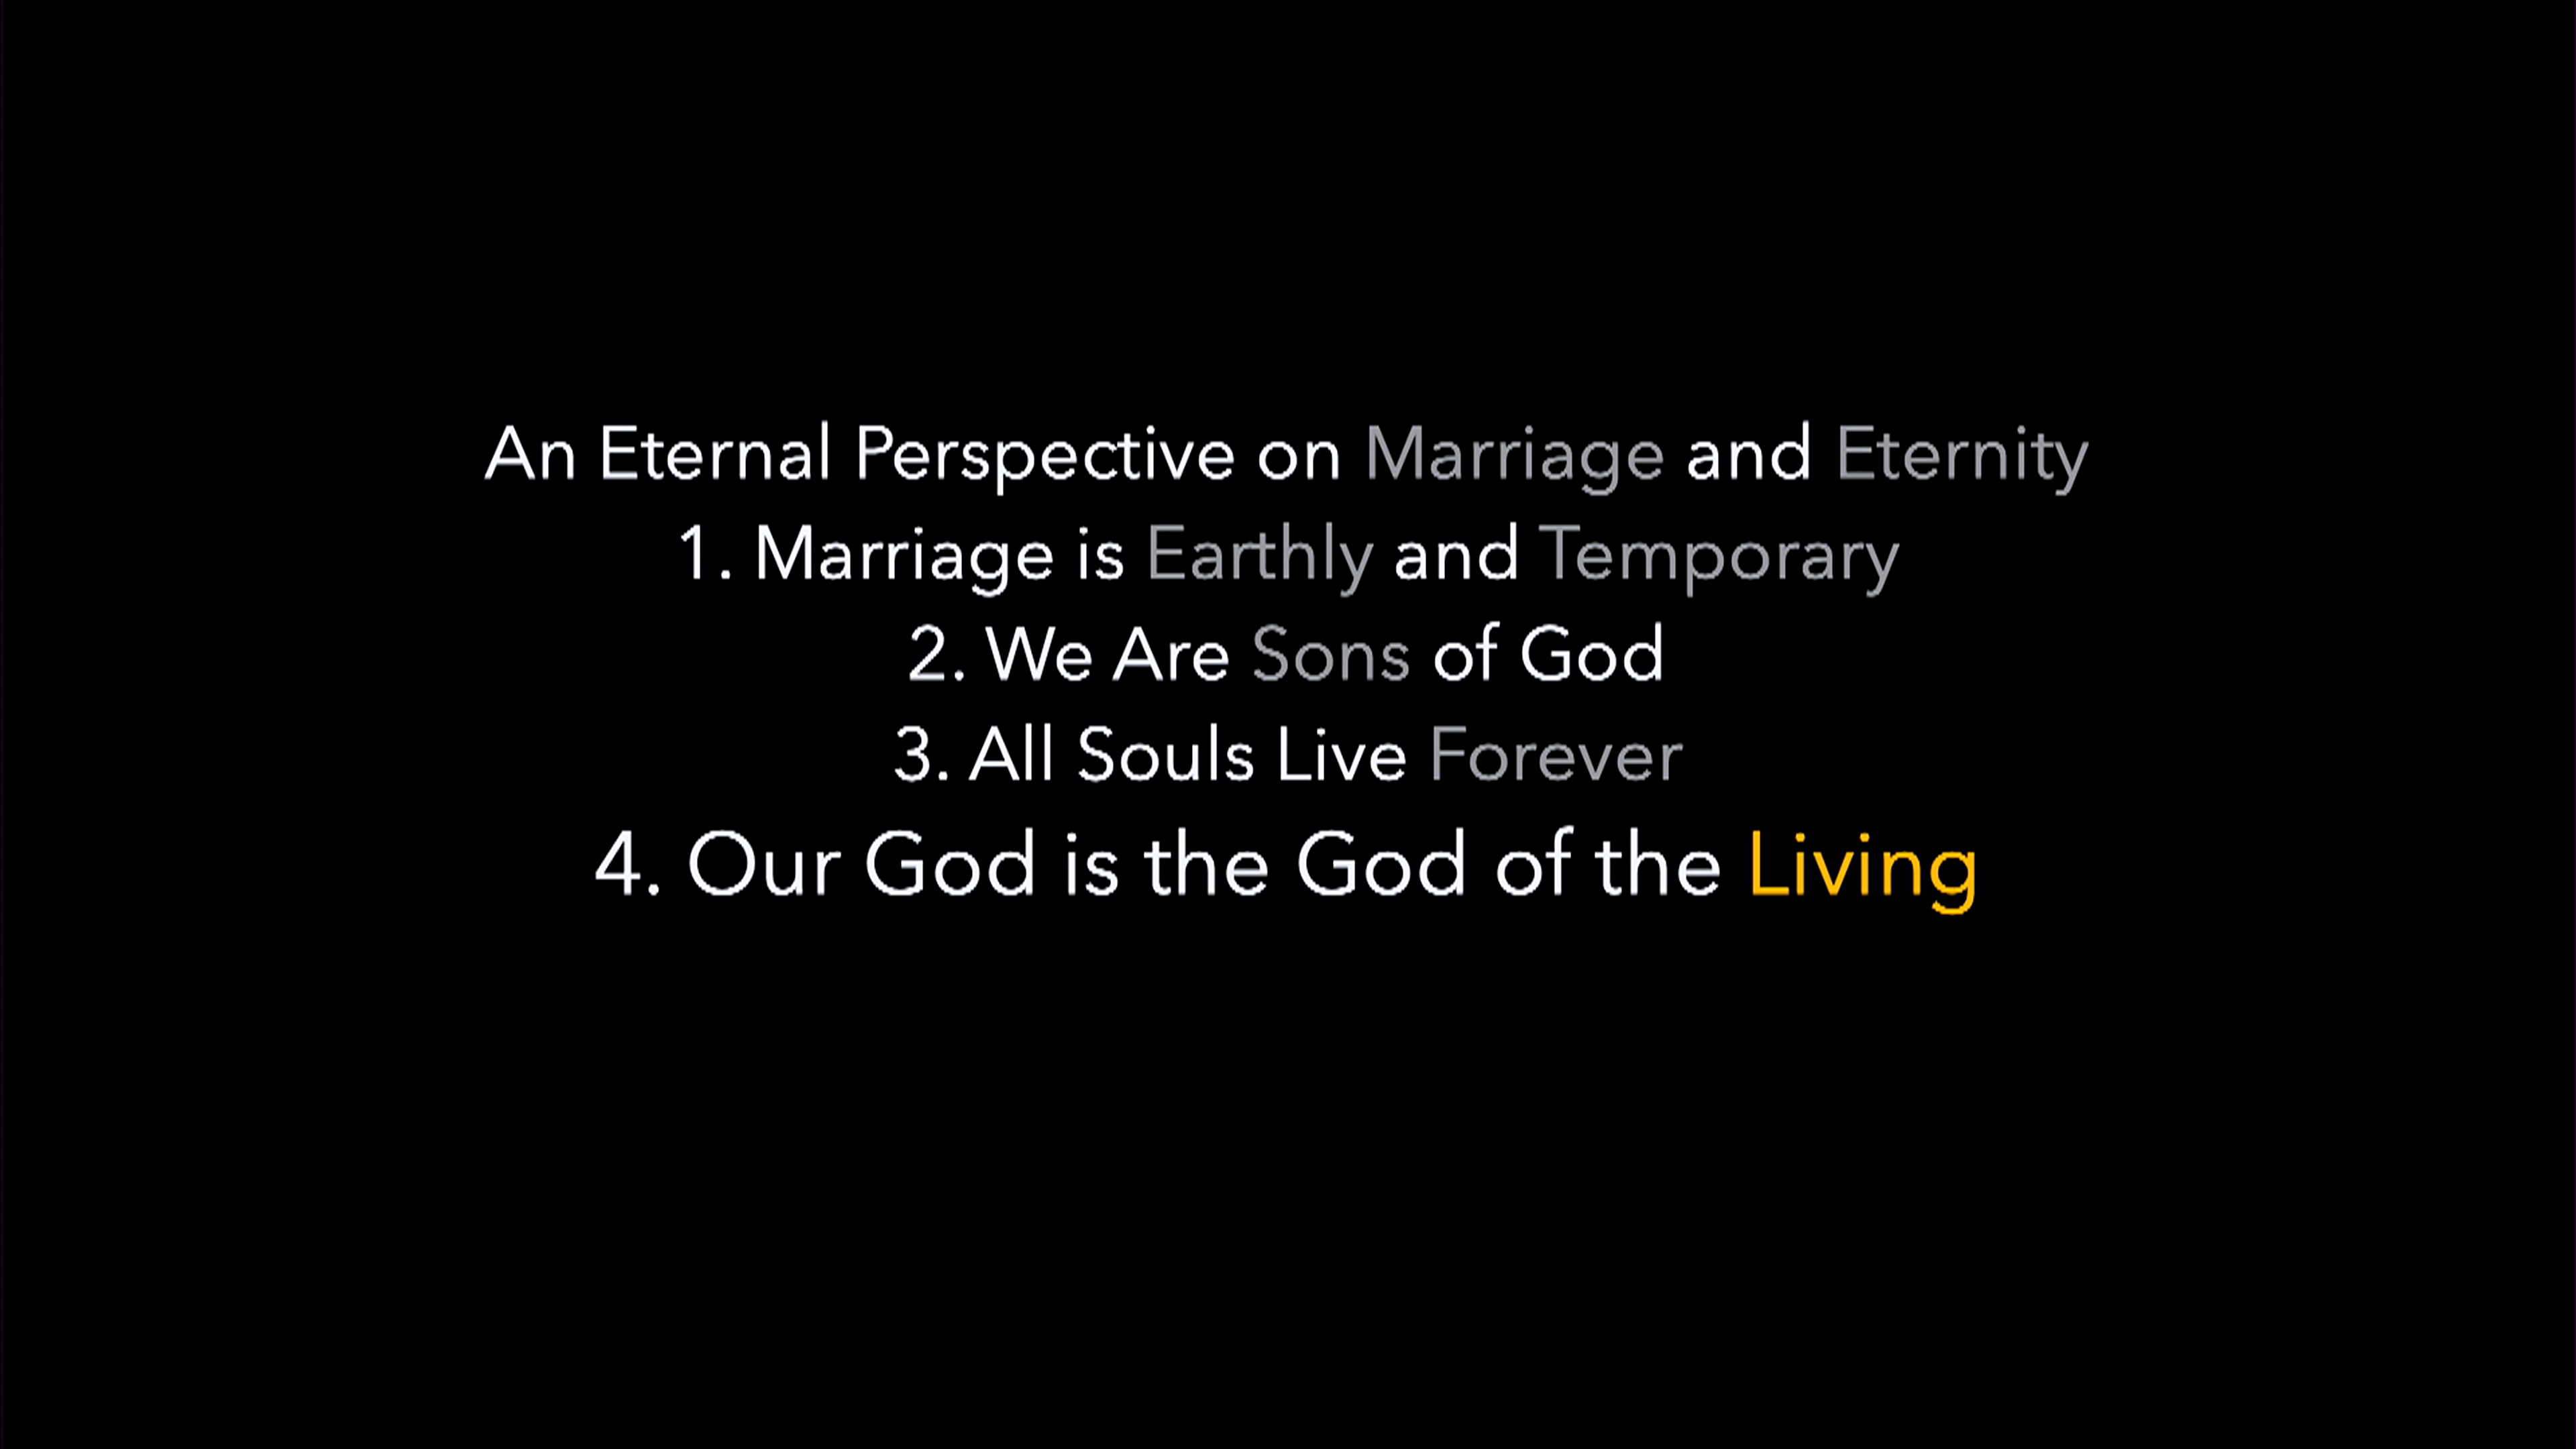 An Eternal Perspective on Marriage and Eternity
1. Marriage is Earthly and Temporary
2. We Are Sons of God
3. All Souls Live Forever
4. Our God is the God of the Living